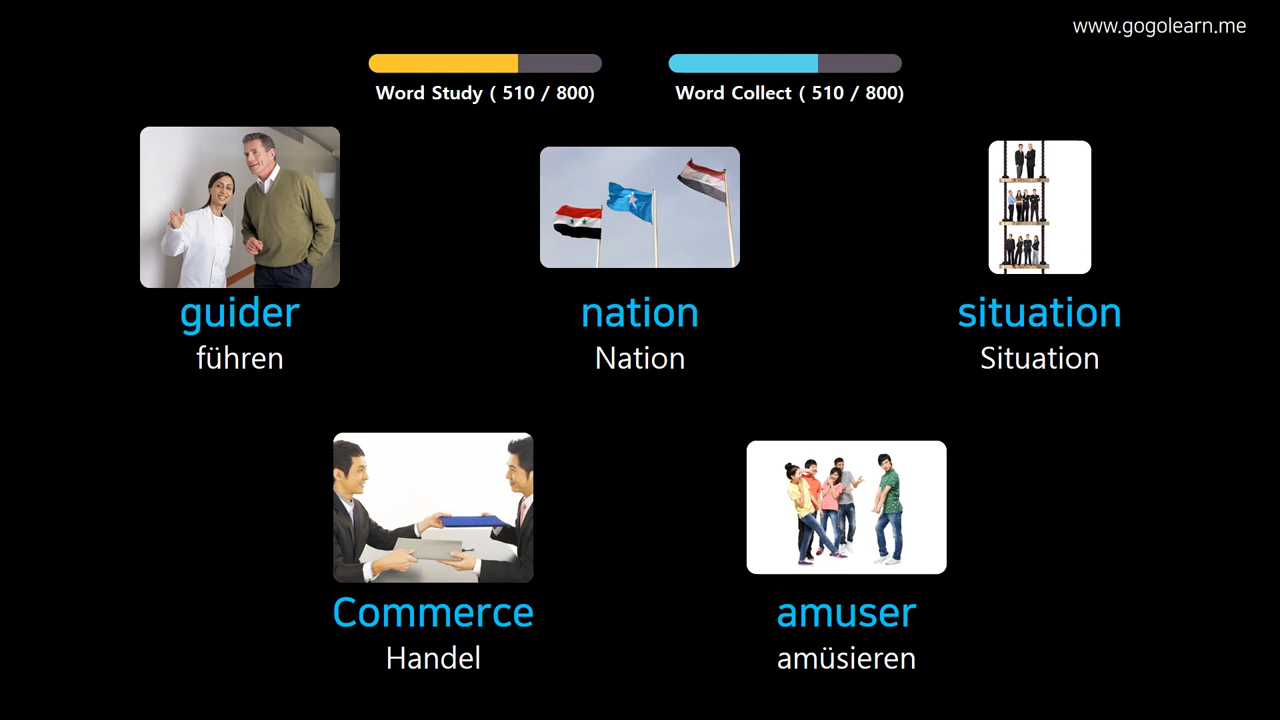 www.gogolearn.me
Word Study ( 510 / 800)
Word Collect ( 510 / 800)
guider
führen
nation
Nation
situation
Situation
Commerce
Handel
amuser
amüsieren